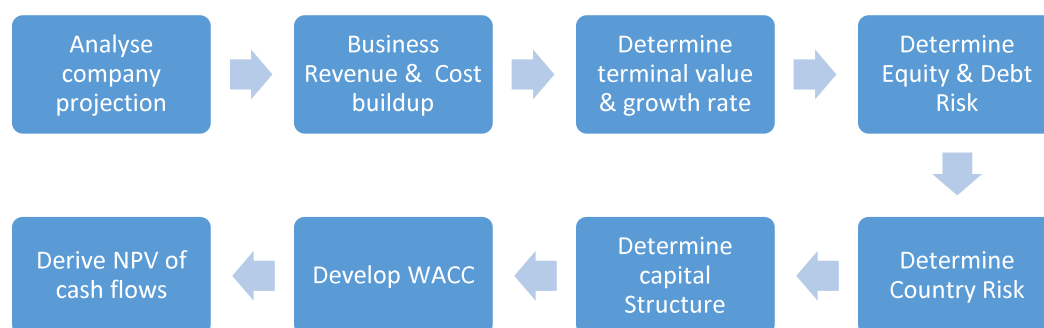 Analyse
company
projection
Business
Revenue &  Cost
buildup
Determine
terminal value
& growth rate
Determine
Equity & Debt
Risk
Determine
Country Risk
Determine
capital
Structure
Develop WACC
Derive NPV of
cash flows